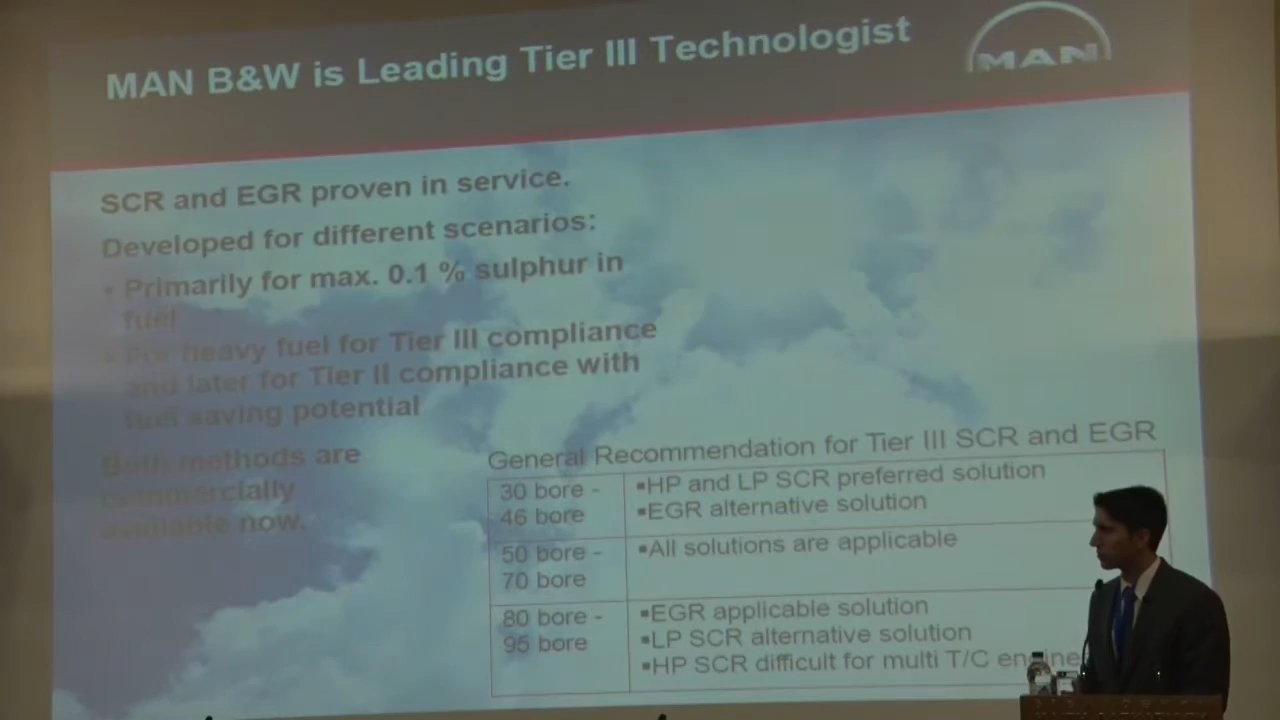 MAN B&W is Leading Tier III Technologist
MAN
SCR and EGR proven in service.
Developed for different scenarios:
▪ Primarily for max. 0.1 % sulphur in
fuel
▪ For heavy fuel for Tier III compliance
and later for Tier II compliance with
fuel saving potential
Both methods are
commercially
available now.
General Recommendation for Tier III SCR and EGR
30 bore -
46 bore
▪HP and LP SCR preferred solution
▪EGR alternative solution
50 bore -
70 bore
▪All solutions are applicable
80 bore -
95 bore
▪EGR applicable solution
▪LP SCR alternative solution
▪HP SCR difficult for multi T/C engine